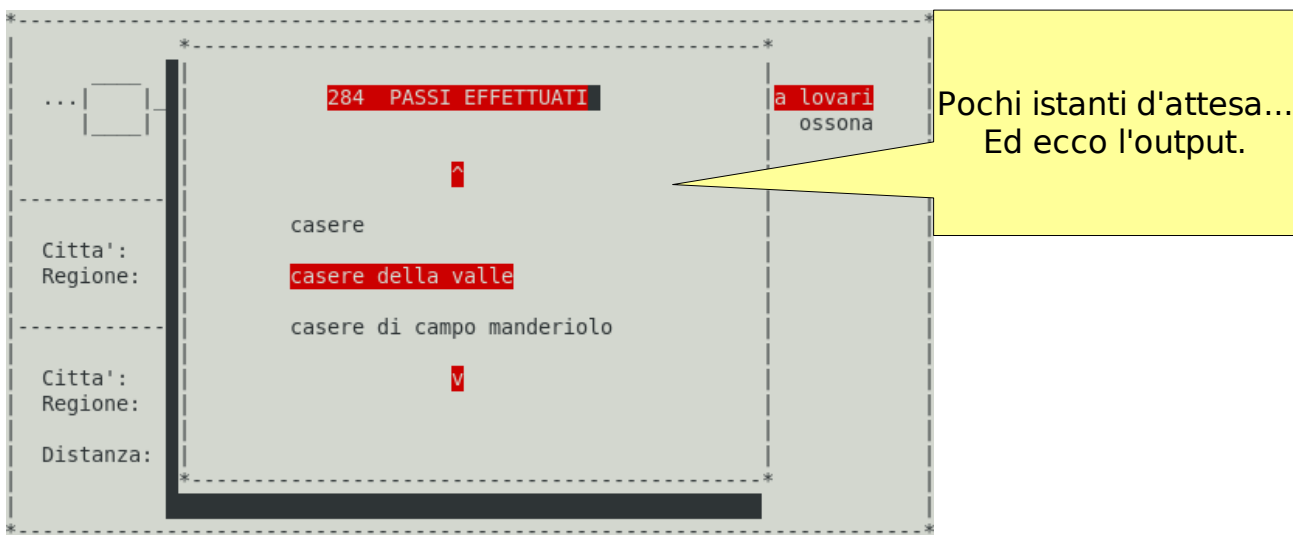 284 PASSI EFFETTUATI
a lovari
ossona
^
casere
Citta':
Regione:
casere della valle
casere di campo manderiolo
v
Citta':
Regione:
Distanza:
Pochi istanti d'attesa...
Ed ecco l'output.